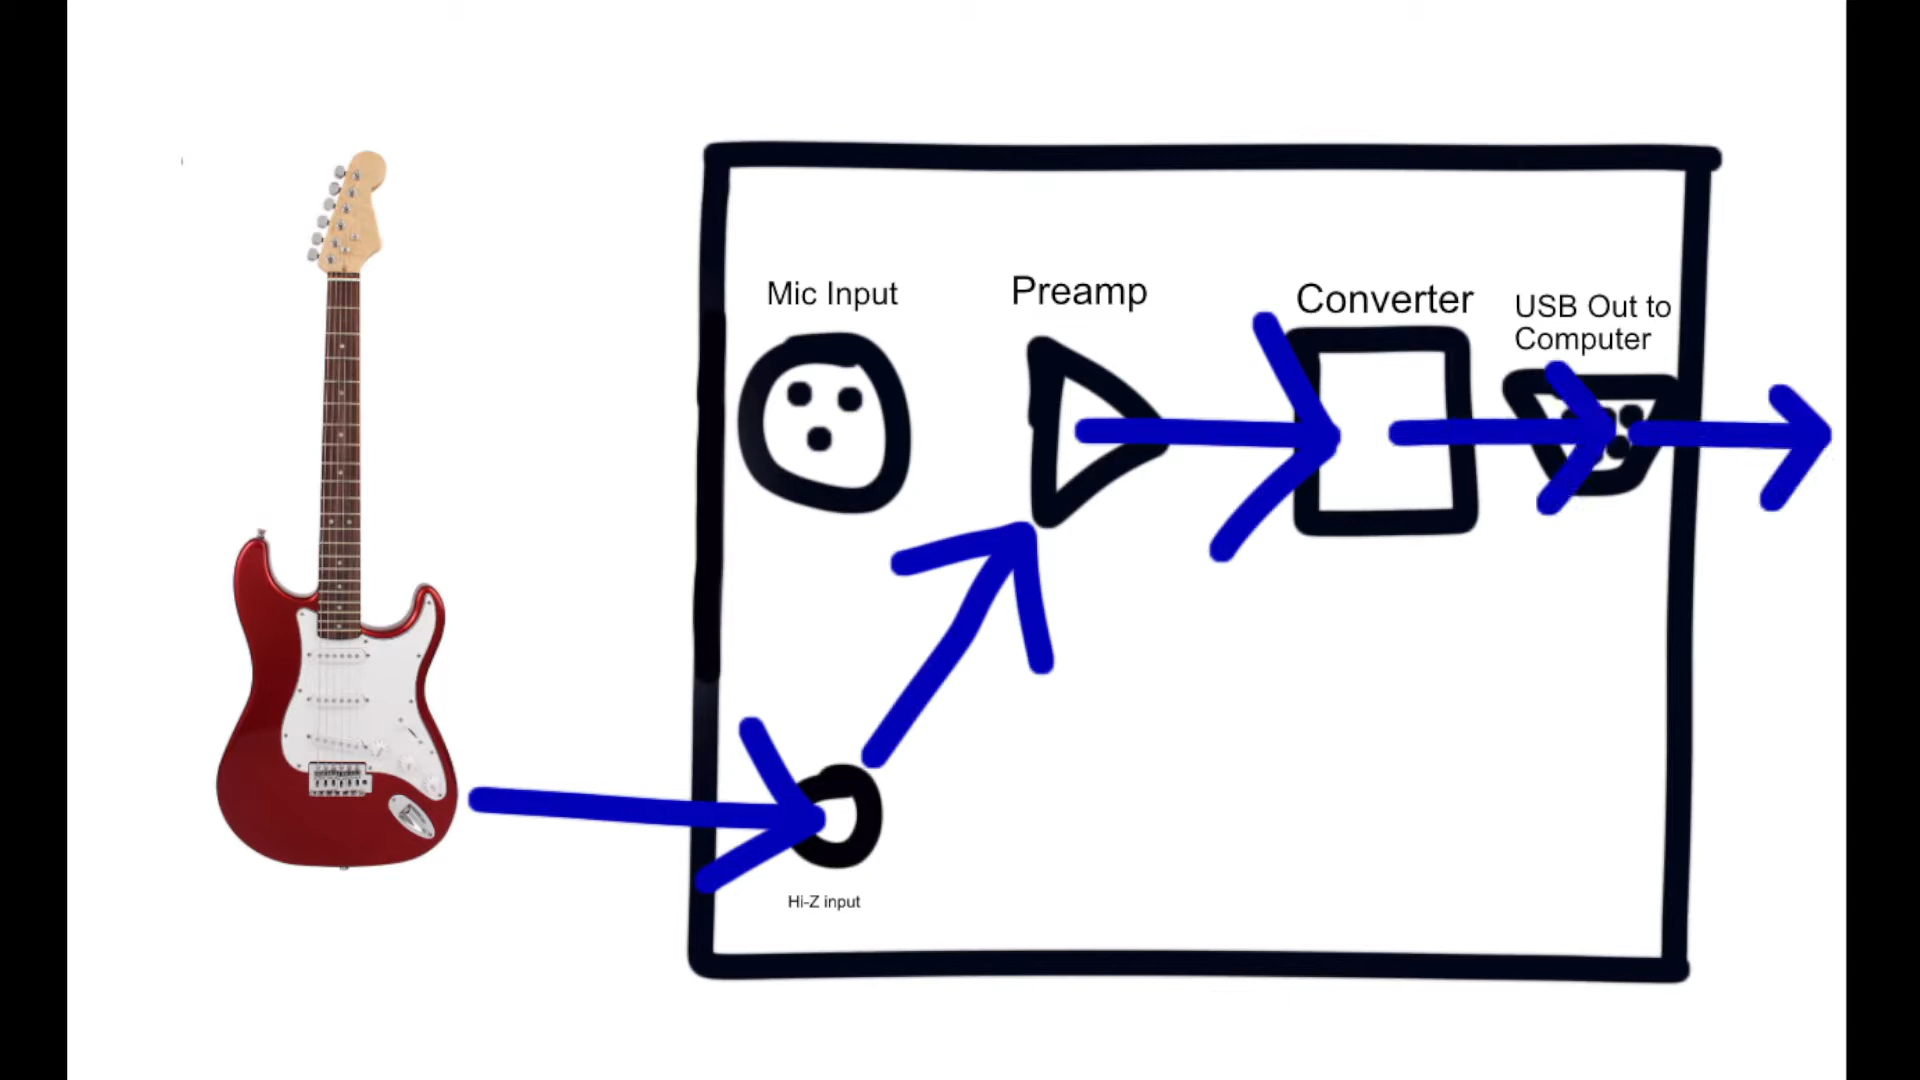 Mic Input
Preamp
Converter
USB Out to
Computer
Hi-Z input